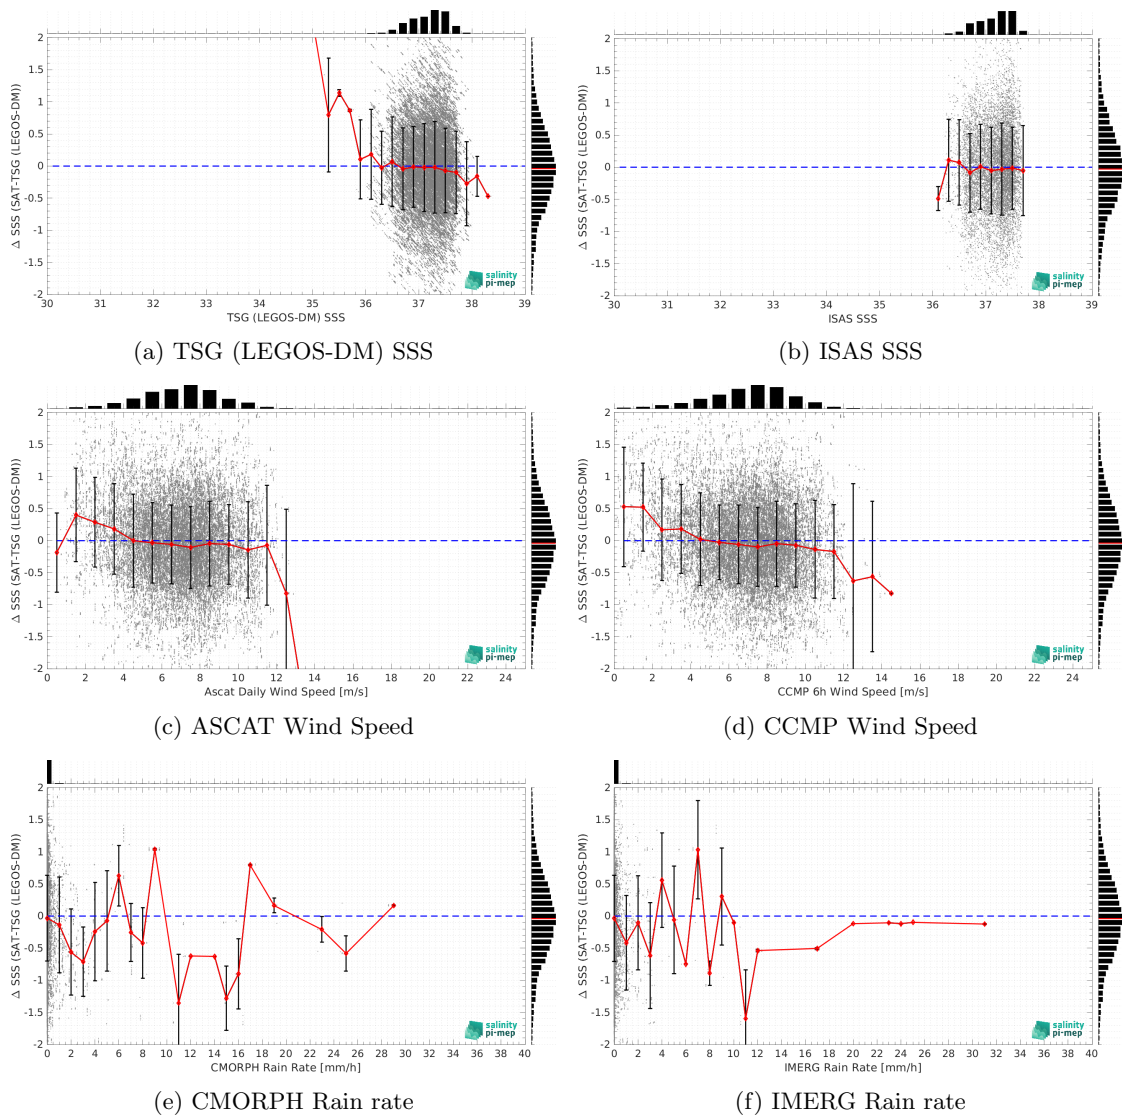 2
1.5
1
0.5
0
-0.5
-1
-1.5
-2
Δ SSS (SAT-TSG (LEGOS-DM))
30 31 32 33 34 35 36 37 38 39
TSG (LEGOS-DM) SSS
salinity
pi-mep
(a) TSG (LEGOS-DM) SSS
2
1.5
1
0.5
0
-0.5
-1
-1.5
-2
Δ SSS (SAT-TSG (LEGOS-DM))
30 31 32 33 34 35 36 37 38 39
ISAS SSS
salinity
pi-mep
(b) ISAS SSS
2
1.5
1
0.5
0
-0.5
-1
-1.5
-2
Δ SSS (SAT-TSG (LEGOS-DM))
0 2 4 6 8 10 12 14 16 18 20 22 24
Ascat Daily Wind Speed [m/s]
salinity
pi-mep
(c) ASCAT Wind Speed
2
1.5
1
0.5
0
-0.5
-1
-1.5
-2
Δ SSS (SAT-TSG (LEGOS-DM))
0 2 4 6 8 10 12 14 16 18 20 22 24
CCMP 6h Wind Speed [m/s]
salinity
pi-mep
(d) CCMP Wind Speed
2
1.5
1
0.5
0
-0.5
-1
-1.5
-2
Δ SSS (SAT-TSG (LEGOS-DM))
0 2 4 6 8 10 12 14 16 18 20 22 24 26 28 30 32 34 36 38 40
CMORPH Rain Rate [mm/h]
salinity
pi-mep
(e) CMORPH Rain rate
2
1.5
1
0.5
0
-0.5
-1
-1.5
-2
Δ SSS (SAT-TSG (LEGOS-DM))
0 2 4 6 8 10 12 14 16 18 20 22 24 26 28 30 32 34 36 38 40
IMERG Rain Rate [mm/h]
salinity
pi-mep
(f) IMERG Rain rate